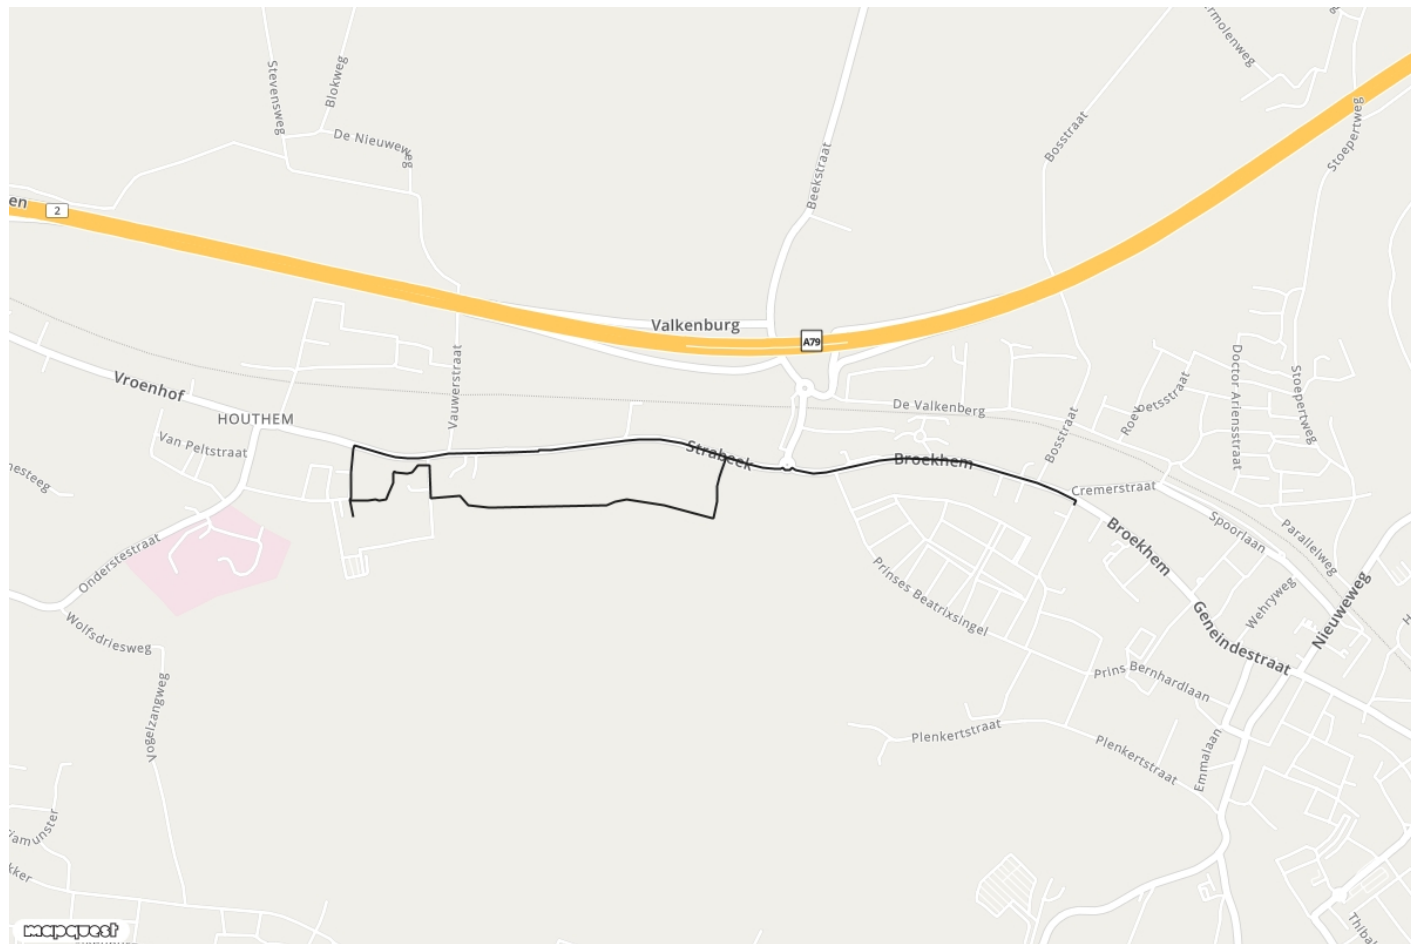 Stevensweg
Blokweg
De Nieuweweg
en
2
Beekstraat
Bosstraat
Stoepertweg
Valkenburg
A79
Vroenhof
HOUTHEM
Van Peltstraat
Vauwerstraat
De Valkenberg
Strabeek
Broekhem
Bosstraat
Cremerstraat
Doctor Ariensstraat
Stoepertweg
Onderstestraat
Broekhem
Spoorlaan
Parallelweg
Wehryweg
Nieuweweg
Prinses Beatrixsingel
Geneindestraat
Wolfsdriesweg
Vogelzangweg
Prins Bernhardlaan
Plenkertstraat
Plenkertstraat
Emmalaan
mapquest